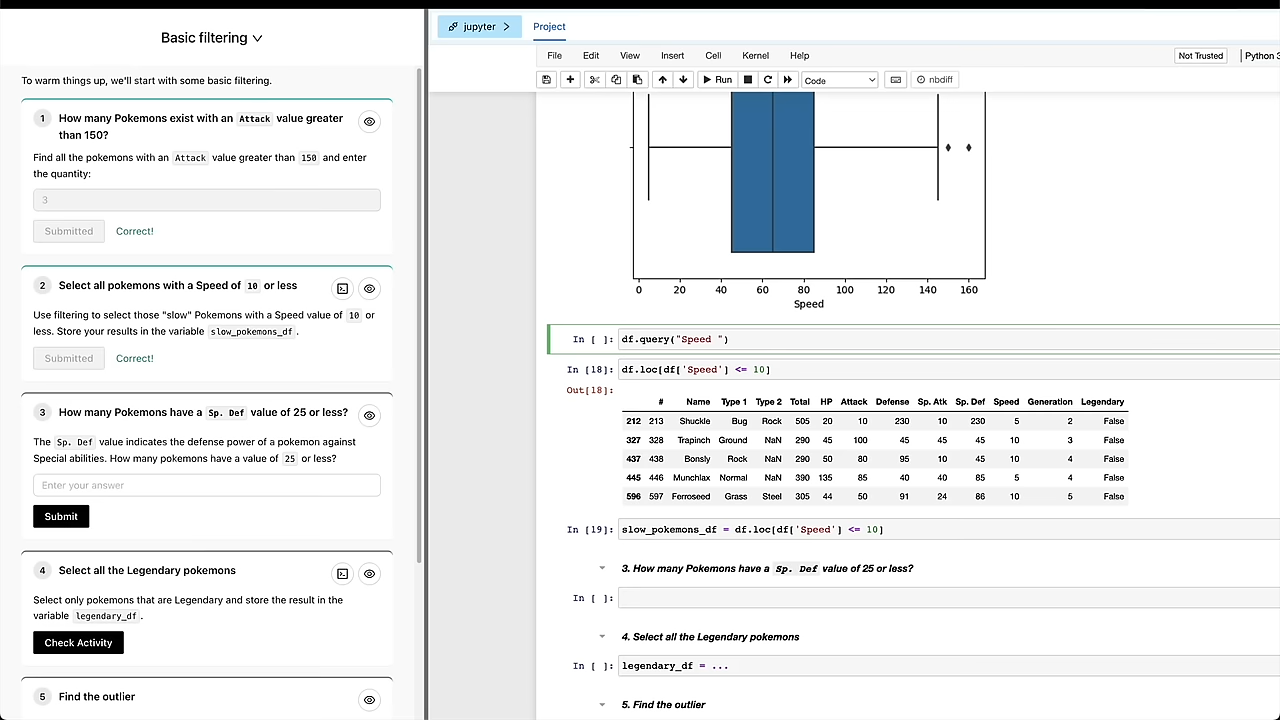 Basic filtering
To warm things up, we'll start with some basic filtering.
1 How many Pokemons exist with an Attack value greater
than 150?
Find all the pokemons with an Attack value greater than 150 and enter
the quantity:
3
Submitted Correct!
2 Select all pokemons with a Speed of 10 or less
Use filtering to select those "slow" Pokemons with a Speed value of 10 or
less. Store your results in the variable slow_pokemons_df .
Submitted Correct!
3 How many Pokemons have a Sp. Def value of 25 or less?
The Sp. Def value indicates the defense power of a pokemon against
Special abilities. How many pokemons have a value of 25 or less?
Enter your answer
Submit
4 Select all the Legendary pokemons
Select only pokemons that are Legendary and store the result in the
variable legendary_df .
Check Activity
5 Find the outlier
jupyter Project
File Edit View Insert Cell Kernel Help Not Trusted Python 3
Run Code nbdiff
0 20 40 60 80 100 120 140 160
Speed
In [ ]: df.query("Speed ")
In [18]: df.loc[df['Speed'] <= 10]
Out[18]:
# Name Type 1 Type 2 Total HP Attack Defense Sp. Atk Sp. Def Speed Generation Legendary
212 213 Shuckle Bug Rock 505 20 10 230 10 230 5 2 False
327 328 Trapinch Ground NaN 290 45 100 45 45 45 10 3 False
437 438 Bonsly Rock NaN 290 50 80 95 10 45 10 4 False
445 446 Munchlax Normal NaN 390 135 85 40 40 85 5 4 False
596 597 Ferroseed Grass Steel 305 44 50 91 24 86 10 5 False
In [19]: slow_pokemons_df = df.loc[df['Speed'] <= 10]
3. How many Pokemons have a Sp. Def value of 25 or less?
In [ ]:
4. Select all the Legendary pokemons
In [ ]: legendary_df = ...
5. Find the outlier